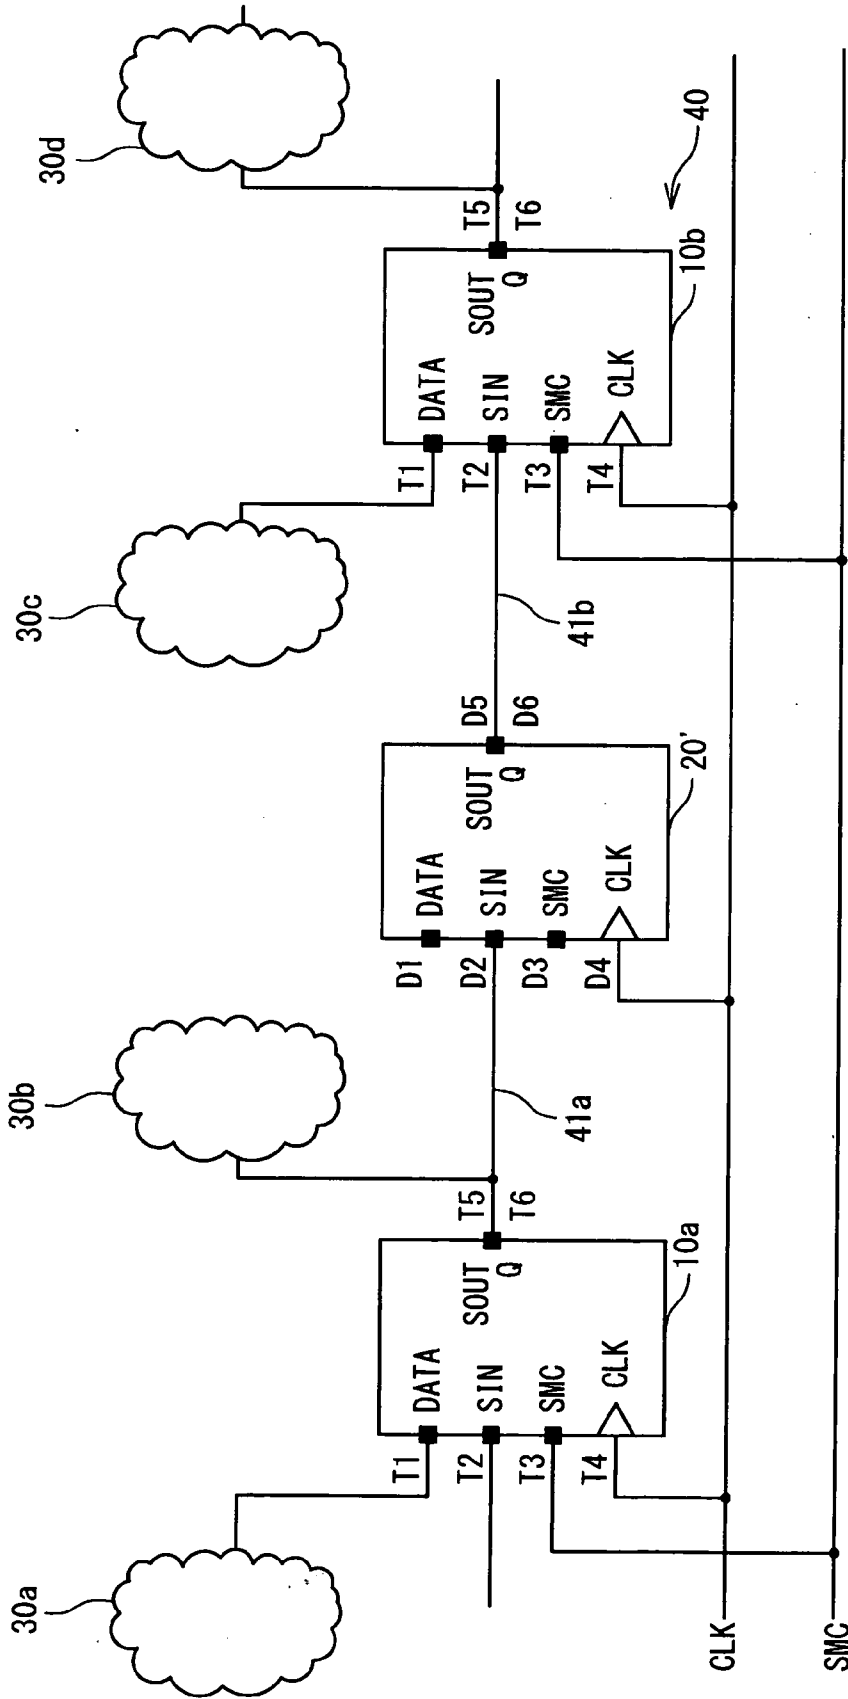 30a
30b
30c
30d
T1
DATA
T2
SIN
T3
SMC
T4
CLK
SOUT
Q
T5
T6
10a
41a
D1
DATA
D2
SIN
D3
SMC
D4
CLK
SOUT
Q
D5
D6
20'
41b
T1
DATA
T2
SIN
T3
SMC
T4
CLK
SOUT
Q
T5
T6
10b
40
CLK
SMC